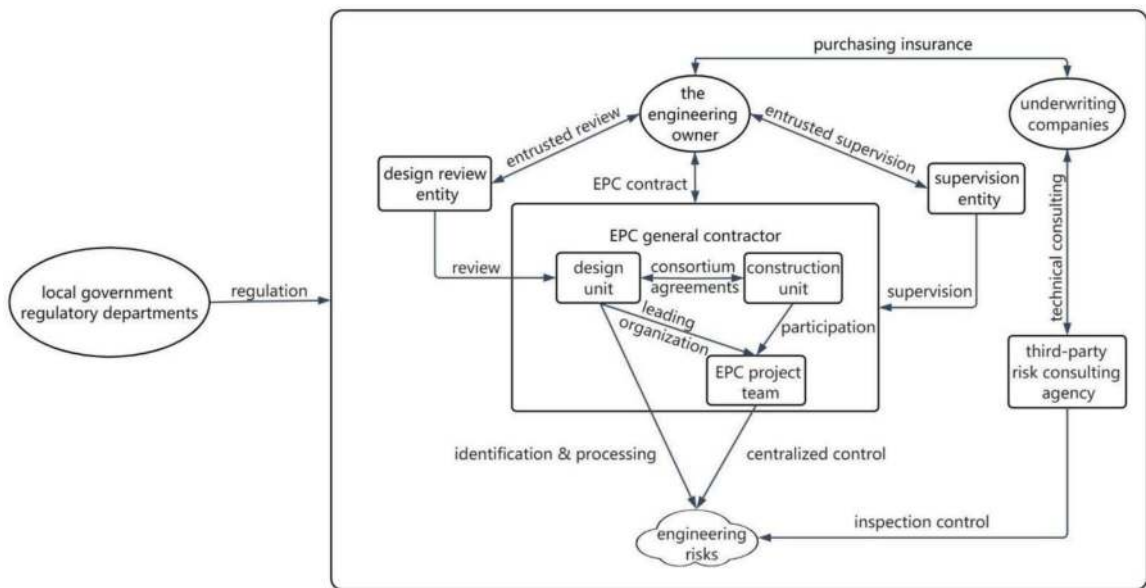 purchasing insurance
the
engineering
owner
underwriting
companies
entrusted review
entrusted supervision
design review
entity
EPC contract
supervision
entity
technical consulting
EPC general contractor
local government
regulatory departments
regulation
review
design
unit
consortium
agreements
construction
unit
supervision
leading
organization
participation
EPC project
team
third-party
risk consulting
agency
identification & processing
centralized control
engineering
risks
inspection control